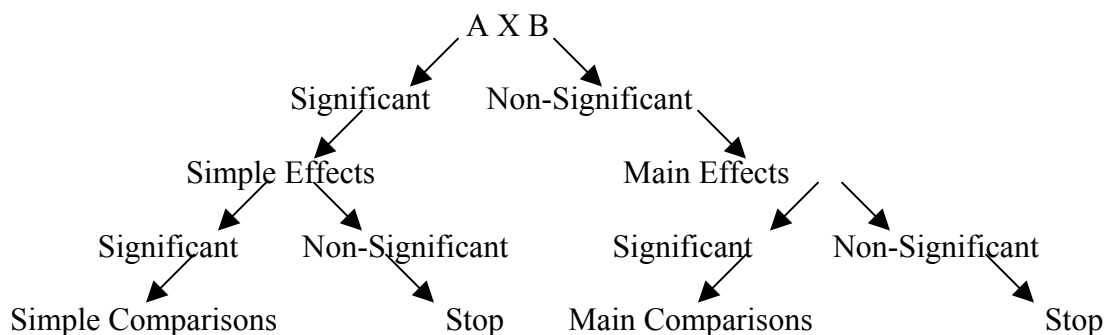 A X B
Significant Non-Significant
Simple Effects Main Effects
Significant Non-Significant Significant Non-Significant
Simple Comparisons Stop Main Comparisons Stop